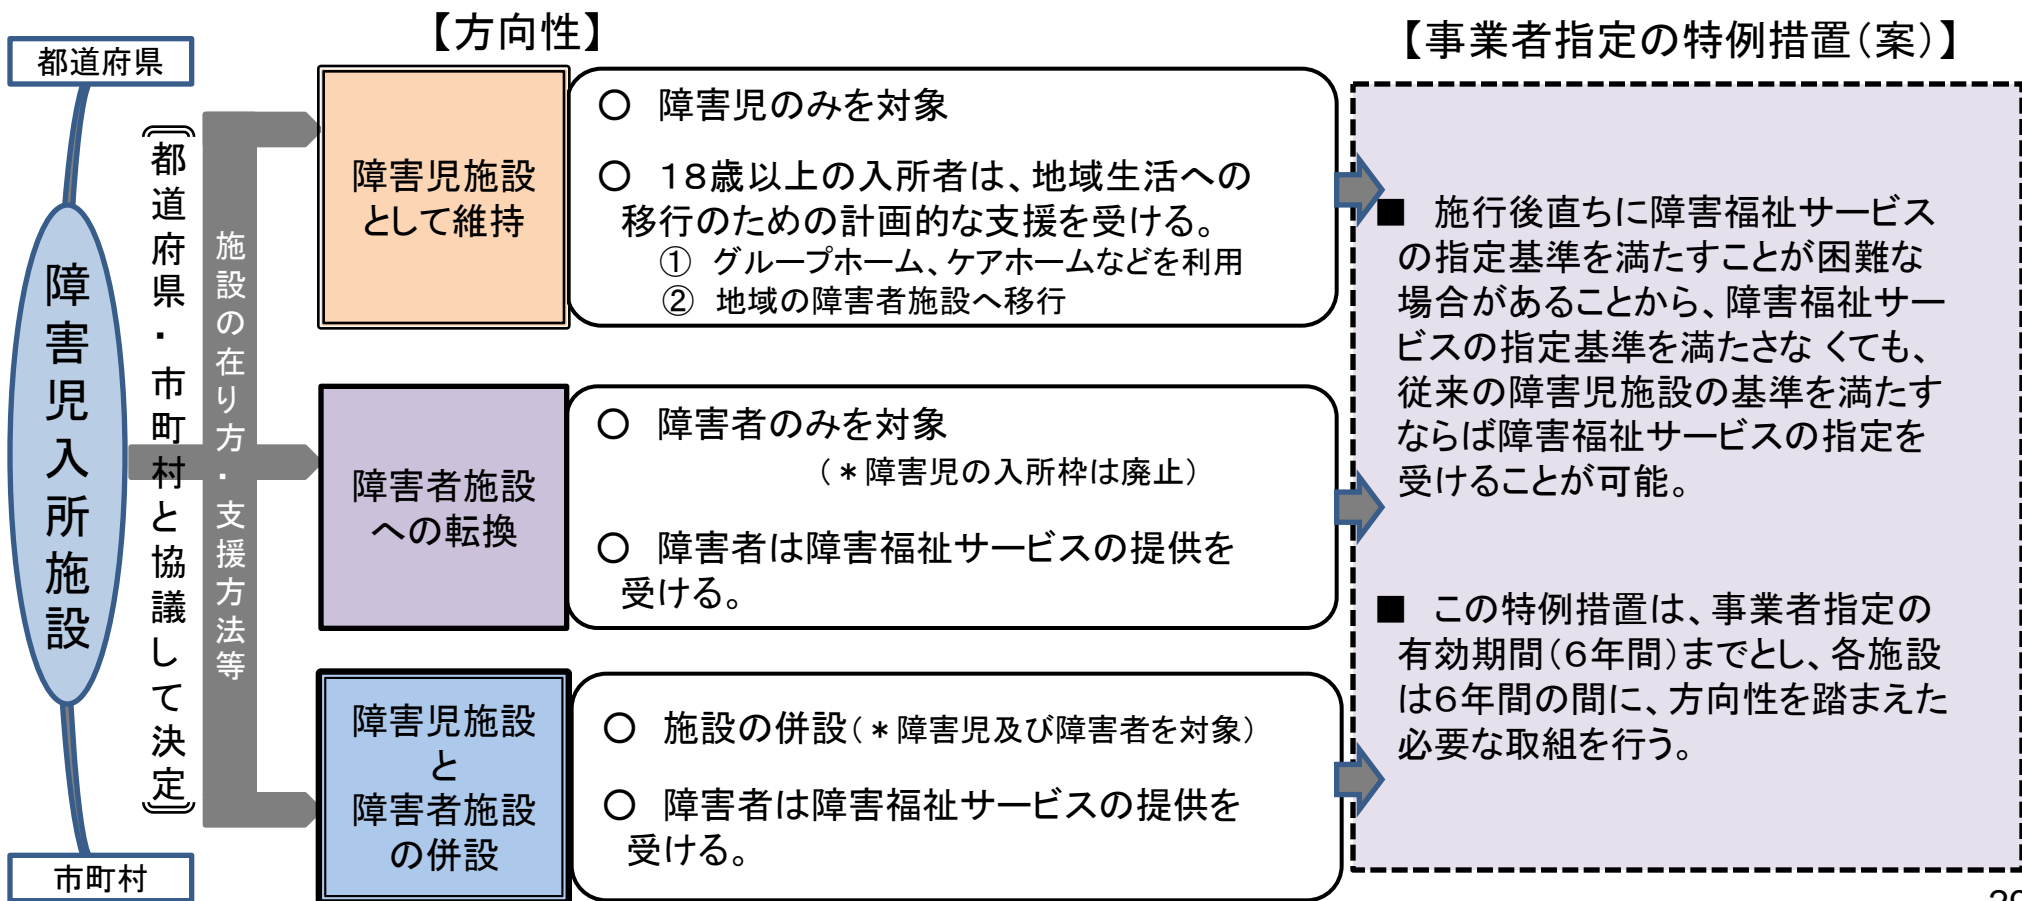 【方向性】
【事業者指定の特例措置(案)】
都道府県
障害児入所施設
市町村
都道府県・市町村と協議して決定
施設の在り方・支援方法等
障害児施設
として維持
○ 障害児のみを対象
○ 18歳以上の入所者は、地域生活への
移行のための計画的な支援を受ける。
① グループホーム、ケアホームなどを利用
② 地域の障害者施設へ移行
障害者施設
への転換
○ 障害者のみを対象
(*障害児の入所枠は廃止)
○ 障害者は障害福祉サービスの提供を
受ける。
障害児施設
と
障害者施設
の併設
○ 施設の併設(*障害児及び障害者を対象)
○ 障害者は障害福祉サービスの提供を
受ける。
■ 施行後直ちに障害福祉サービス
の指定基準を満たすことが困難な
場合があることから、障害福祉サー
ビスの指定基準を満たさな くても、
従来の障害児施設の基準を満たす
ならば障害福祉サービスの指定を
受けることが可能。
■ この特例措置は、事業者指定の
有効期間(6年間)までとし、各施設
は6年間の間に、方向性を踏まえた
必要な取組を行う。